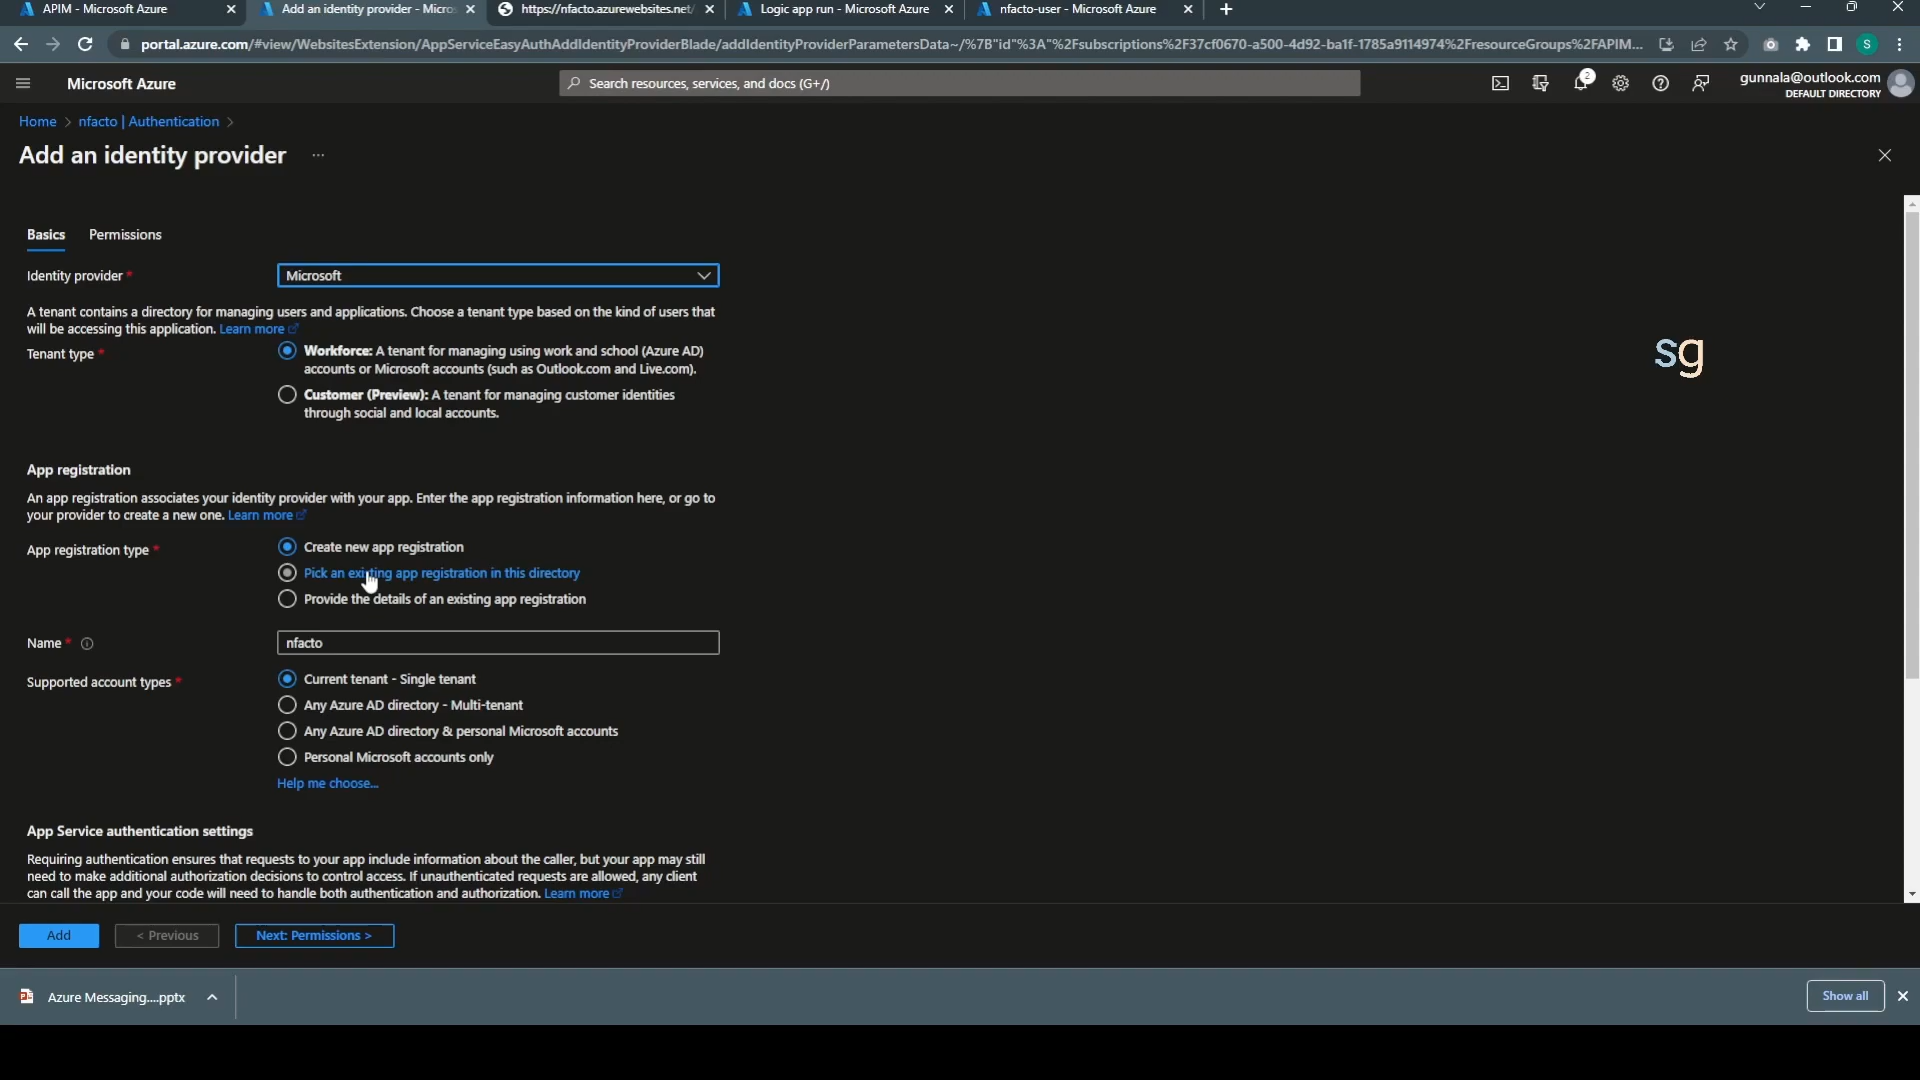 APIM - Microsoft Azure
Add an identity provider - Micros
https://nfacto.azurewebsites.net/
Logic app run - Microsoft Azure
nfacto-user - Microsoft Azure
portal.azure.com/#view/WebsitesExtension/AppServiceEasyAuthAddIdentityProviderBlade/addIdentityProviderParametersData~/%7B"id"%3A"%2Fsubscriptions%2F37cf0670-a500-4d92-ba1f-1785a9114974%2FresourceGroups%2FAPIM...
S
Microsoft Azure
Search resources, services, and docs (G+/)
2
gunnala@outlook.com
DEFAULT DIRECTORY
Home > nfacto | Authentication >
Add an identity provider ...
Basics Permissions
Identity provider *
Microsoft
A tenant contains a directory for managing users and applications. Choose a tenant type based on the kind of users that
will be accessing this application. Learn more
Tenant type *
Workforce: A tenant for managing using work and school (Azure AD)
accounts or Microsoft accounts (such as Outlook.com and Live.com).
Customer (Preview): A tenant for managing customer identities
through social and local accounts.
sg
App registration
An app registration associates your identity provider with your app. Enter the app registration information here, or go to
your provider to create a new one. Learn more
App registration type *
Create new app registration
Pick an existing app registration in this directory
Provide the details of an existing app registration
Name *
nfacto
Supported account types *
Current tenant - Single tenant
Any Azure AD directory - Multi-tenant
Any Azure AD directory & personal Microsoft accounts
Personal Microsoft accounts only
Help me choose...
App Service authentication settings
Requiring authentication ensures that requests to your app include information about the caller, but your app may still
need to make additional authorization decisions to control access. If unauthenticated requests are allowed, any client
can call the app and your code will need to handle both authentication and authorization. Learn more
Add
< Previous
Next: Permissions >
Azure Messaging....pptx
Show all